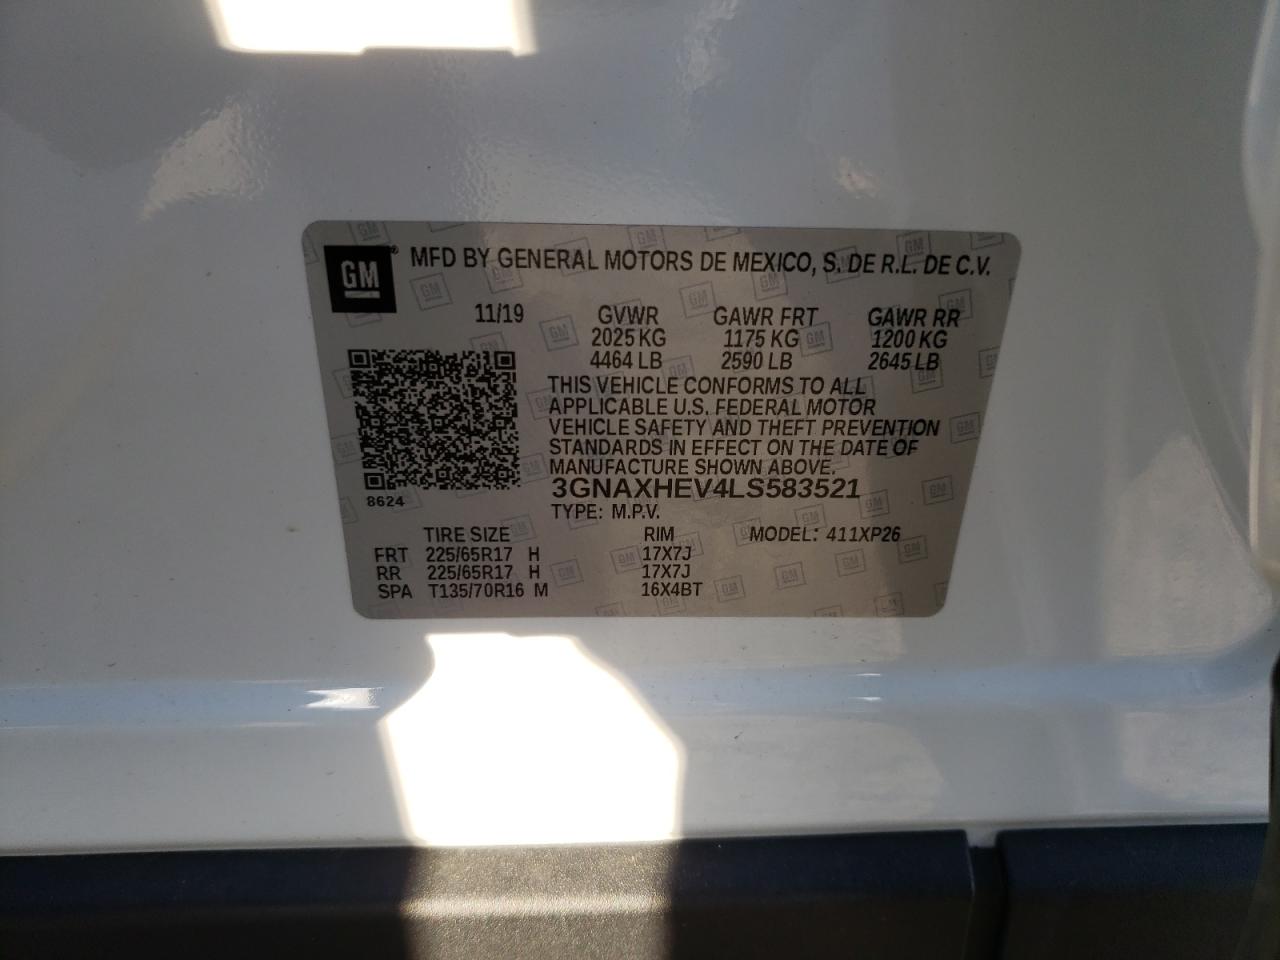 GM® MFD BY GENERAL MOTORS DE MEXICO, S. DE R.L. DE C.V.
11/19 GVWR GAWR FRT GAWR RR
2025 KG 1175 KG 1200 KG
4464 LB 2590 LB 2645 LB
THIS VEHICLE CONFORMS TO ALL
APPLICABLE U.S. FEDERAL MOTOR
VEHICLE SAFETY AND THEFT PREVENTION
STANDARDS IN EFFECT ON THE DATE OF
MANUFACTURE SHOWN ABOVE.
3GNAXHEV4LS583521
8624
TYPE: M.P.V.
TIRE SIZE RIM MODEL: 411XP26
FRT 225/65R17 H 17X7J
RR 225/65R17 H 17X7J
SPA T135/70R16 M 16X4BT